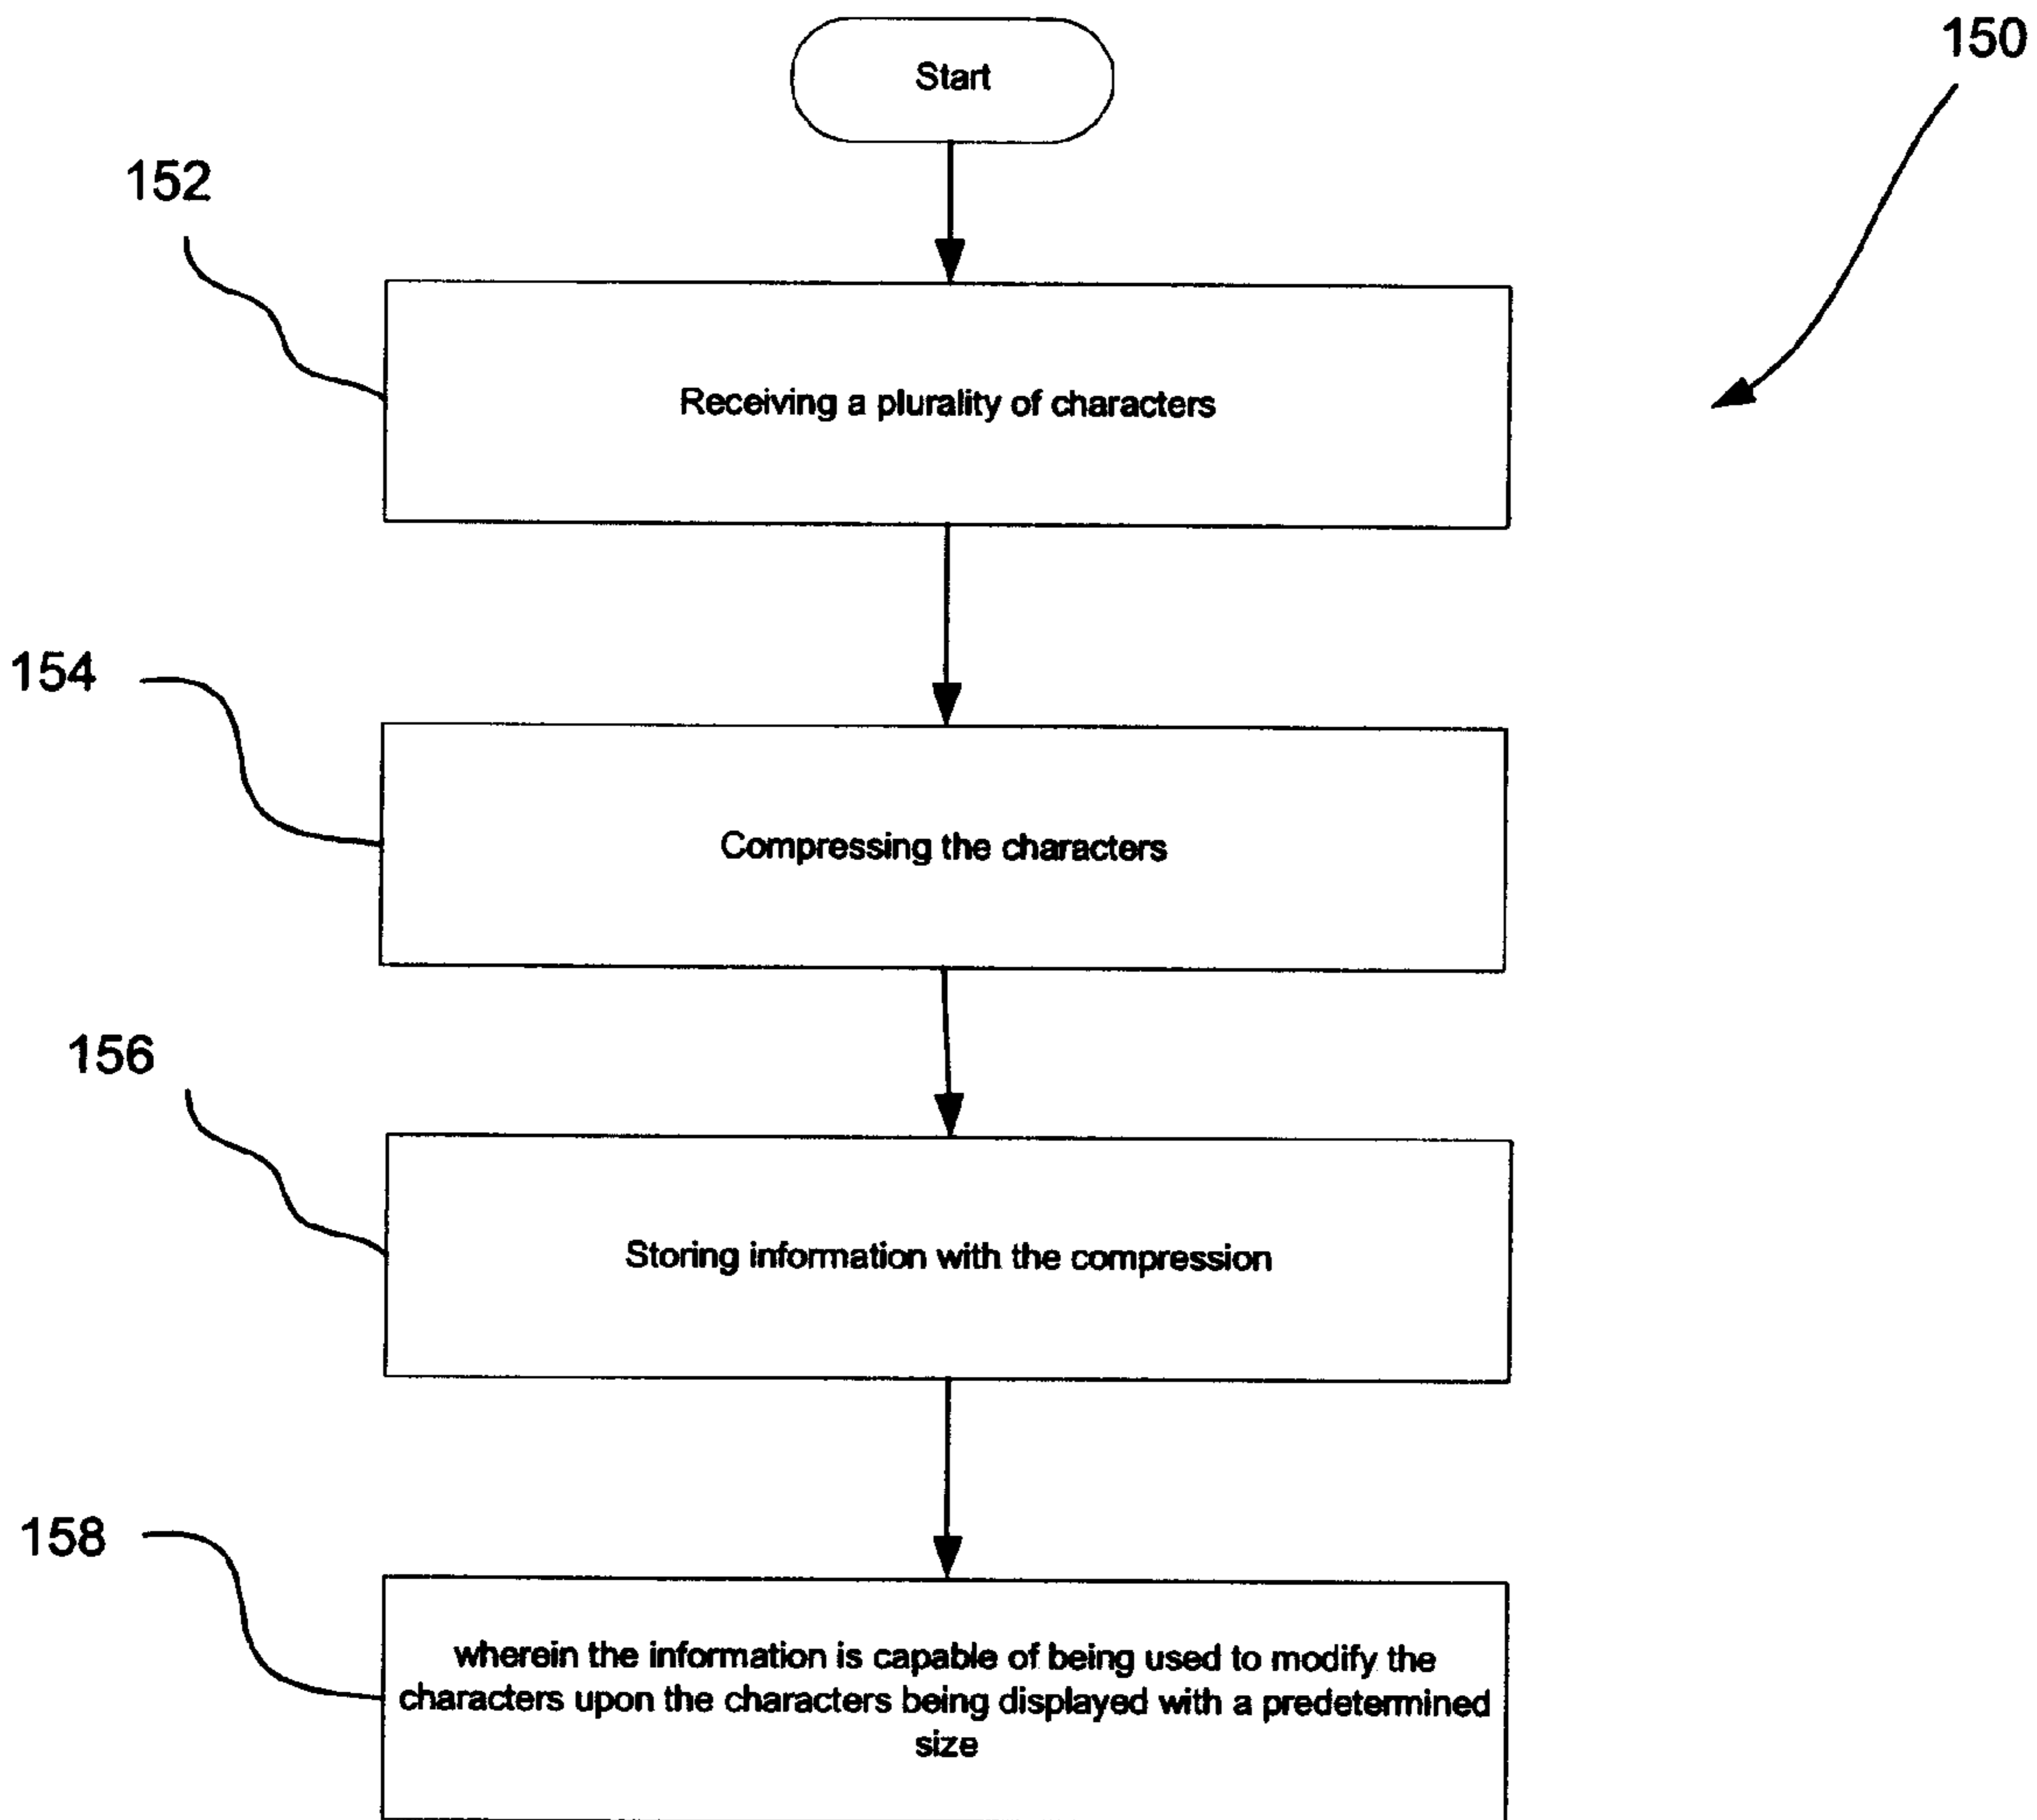 Start
150
152
Receiving a plurality of characters
154
Compressing the characters
156
Storing information with the compression
158
wherein the information is capable of being used to modify the
characters upon the characters being displayed with a predetermined
size